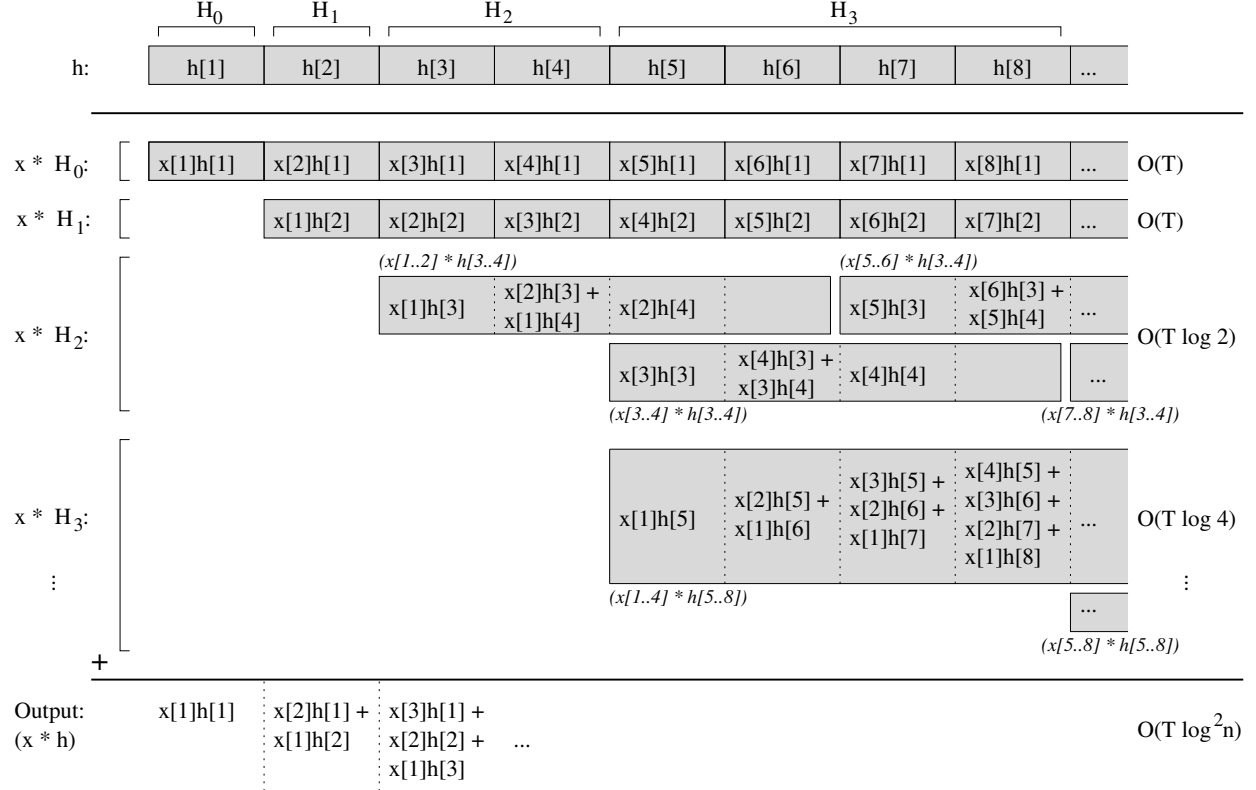 H0 H1 H2 H3
h: h[1] h[2] h[3] h[4] h[5] h[6] h[7] h[8] ...
x * H0: x[1]h[1] x[2]h[1] x[3]h[1] x[4]h[1] x[5]h[1] x[6]h[1] x[7]h[1] x[8]h[1] ... O(T)
x * H1: x[1]h[2] x[2]h[2] x[3]h[2] x[4]h[2] x[5]h[2] x[6]h[2] x[7]h[2] ... O(T)
(x[1..2] * h[3..4]) (x[5..6] * h[3..4])
x * H2:
x[1]h[3]
x[2]h[3] +
x[1]h[4]
x[2]h[4]
x[5]h[3]
x[6]h[3] +
x[5]h[4]
...
O(T log 2)
x[3]h[3]
x[4]h[3] +
x[3]h[4]
x[4]h[4]
...
(x[3..4] * h[3..4]) (x[7..8] * h[3..4])
x * H3:
x[1]h[5]
x[2]h[5] +
x[1]h[6]
x[3]h[5] +
x[2]h[6] +
x[1]h[7]
x[4]h[5] +
x[3]h[6] +
x[2]h[7] +
x[1]h[8]
...
O(T log 4)
⋮ ⋮
(x[1..4] * h[5..8])
...
(x[5..8] * h[5..8])
+
Output:
(x * h)
x[1]h[1]
x[2]h[1] +
x[1]h[2]
x[3]h[1] +
x[2]h[2] +
x[1]h[3]
...
O(T log²n)